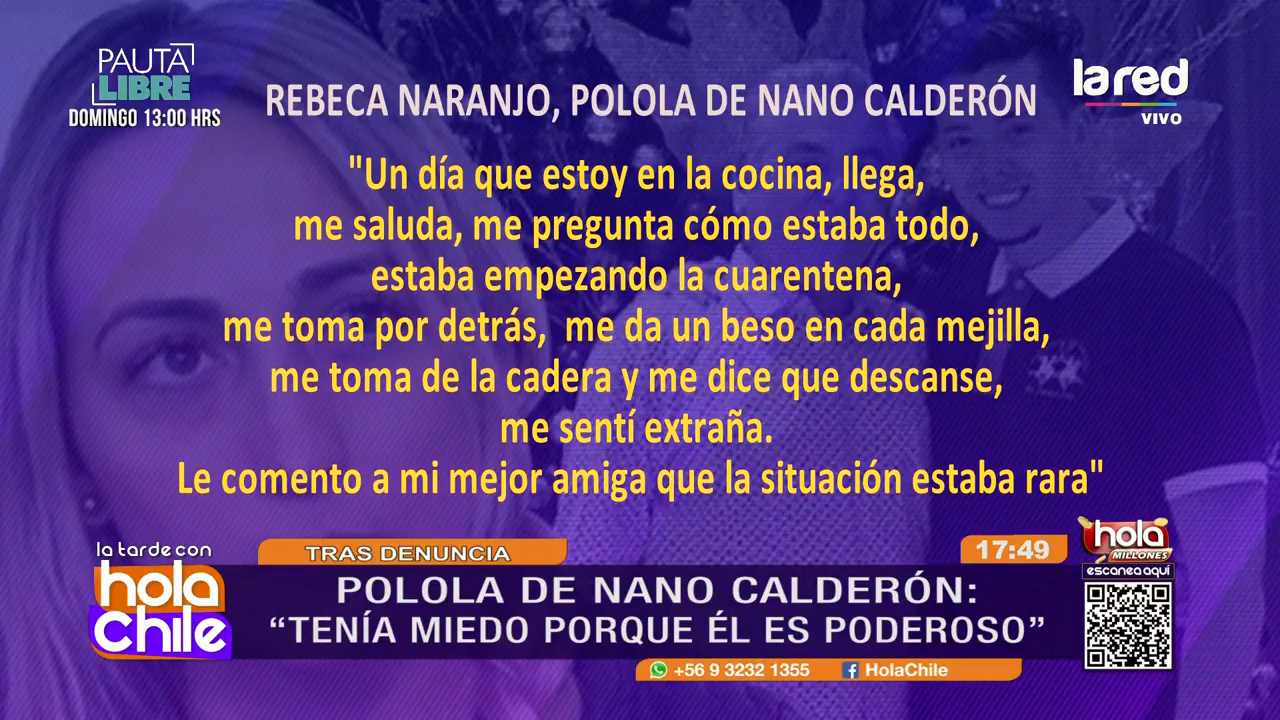 PAUTA
LIBRE
DOMINGO 13:00 HRS
la red
VIVO
REBECA NARANJO, POLOLA DE NANO CALDERÓN
"Un día que estoy en la cocina, llega,
me saluda, me pregunta cómo estaba todo,
estaba empezando la cuarentena,
me toma por detrás,  me da un beso en cada mejilla,
me toma de la cadera y me dice que descanse,
me sentí extraña.
Le comento a mi mejor amiga que la situación estaba rara"
la tarde con
hola
chile
TRAS DENUNCIA
17:49
POLOLA DE NANO CALDERÓN:
“TENÍA MIEDO PORQUE ÉL ES PODEROSO”
hola
MILLONES
escanea aquí
+56 9 3232 1355
HolaChile